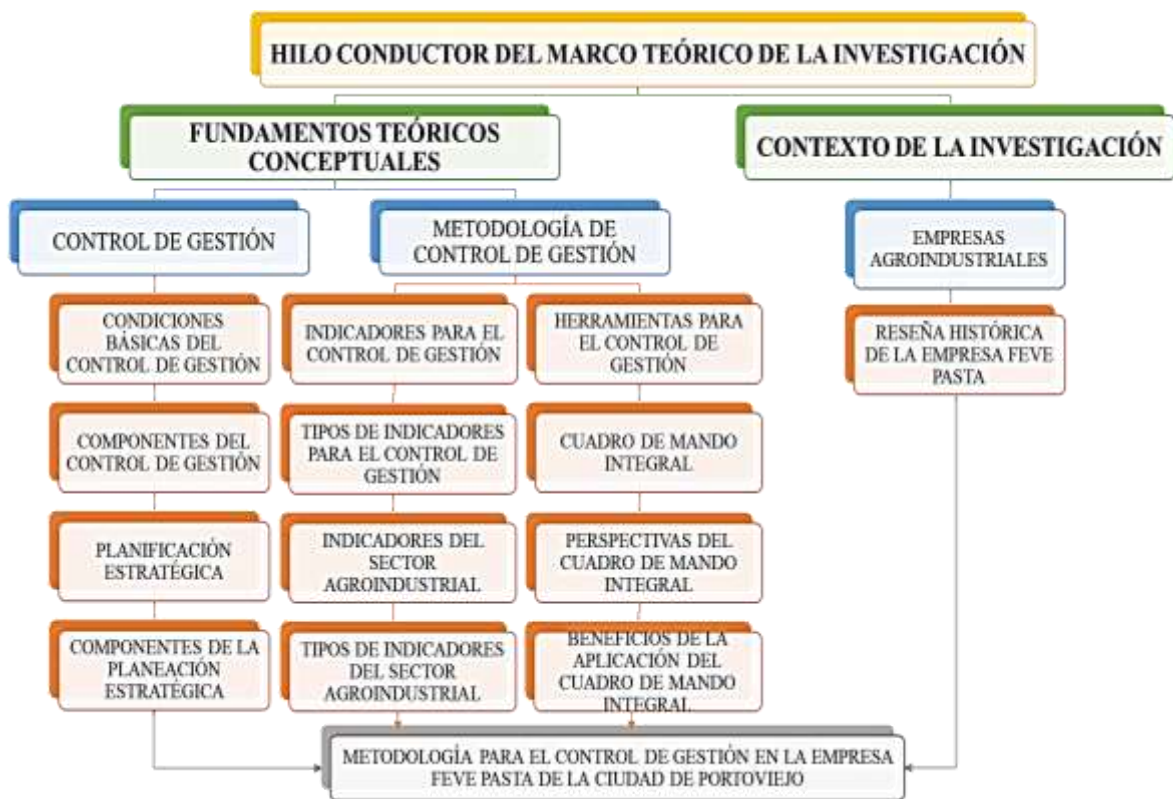 HILO CONDUCTOR DEL MARCO TEÓRICO DE LA INVESTIGACIÓN
FUNDAMENTOS TEÓRICOS
CONCEPTUALES
CONTEXTO DE LA INVESTIGACIÓN
CONTROL DE GESTIÓN
METODOLOGÍA DE
CONTROL DE GESTIÓN
EMPRESAS
AGROINDUSTRIALES
CONDICIONES
BÁSICAS DEL
CONTROL DE GESTIÓN
INDICADORES PARA EL
CONTROL DE GESTIÓN
HERRAMIENTAS PARA
EL CONTROL DE
GESTIÓN
RESEÑA HISTÓRICA
DE LA EMPRESA FEVE
PASTA
COMPONENTES DEL
CONTROL DE GESTIÓN
TIPOS DE INDICADORES
PARA EL CONTROL DE
GESTIÓN
CUADRO DE MANDO
INTEGRAL
PLANIFICACIÓN
ESTRATÉGICA
INDICADORES DEL
SECTOR
AGROINDUSTRIAL
PERSPECTIVAS DEL
CUADRO DE MANDO
INTEGRAL
COMPONENTES DE LA
PLANEACIÓN
ESTRATÉGICA
TIPOS DE INDICADORES
DEL SECTOR
AGROINDUSTRIAL
BENEFICIOS DE LA
APLICACIÓN DEL
CUADRO DE MANDO
INTEGRAL
METODOLOGÍA PARA EL CONTROL DE GESTIÓN EN LA EMPRESA
FEVE PASTA DE LA CIUDAD DE PORTOVIEJO